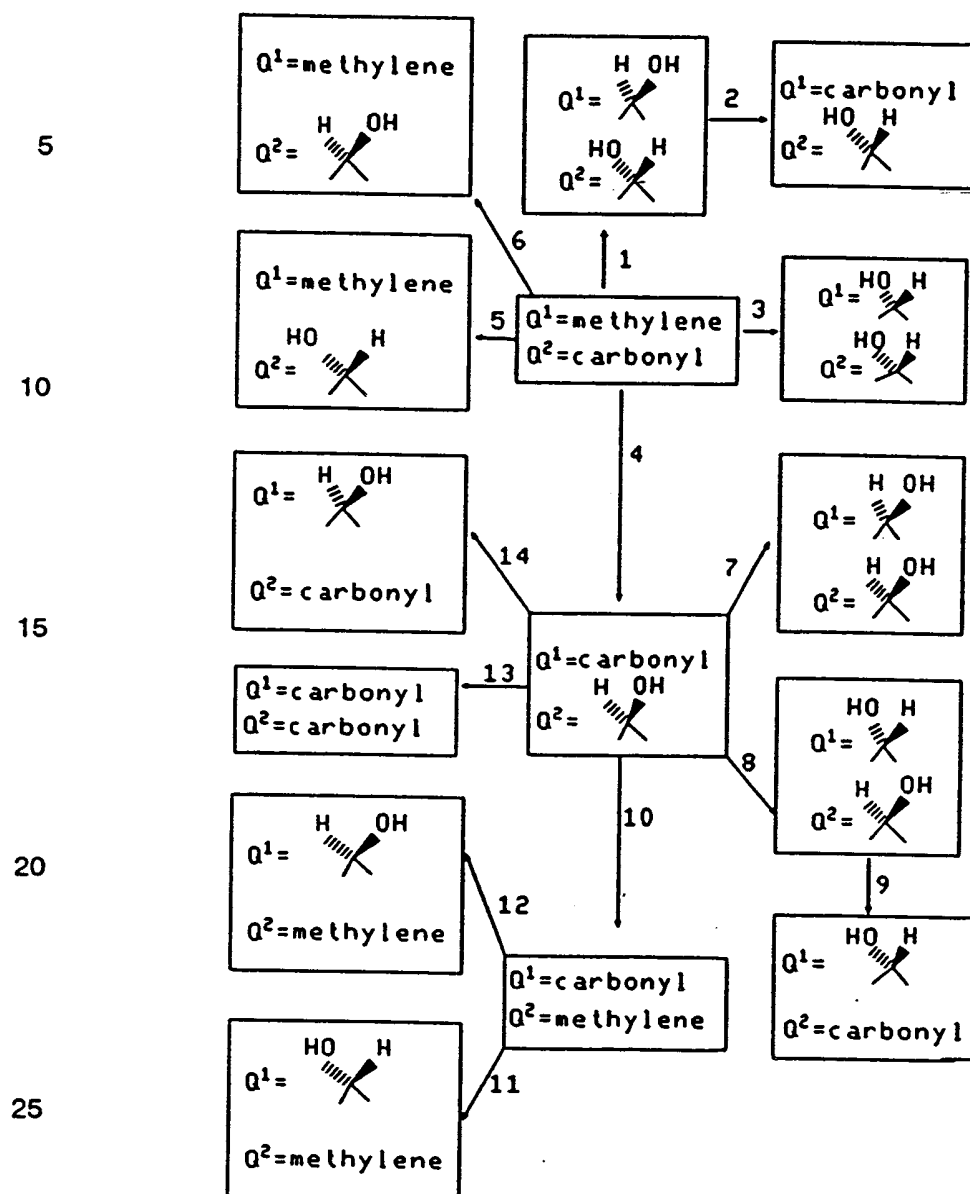 Q¹=methylene
H OH
Q²=
H OH
Q¹=
HO H
Q²=
2
Q¹=carbonyl
HO H
Q²=
5
6
1
Q¹=methylene
HO H
Q²=
5
Q¹=methylene
Q²=carbonyl
3
HO H
Q¹=
HO H
Q²=
10
4
H OH
Q¹=
Q²=carbonyl
14
7
H OH
Q¹=
H OH
Q²=
15
Q¹=carbonyl
Q²=carbonyl
13
Q¹=carbonyl
H OH
Q²=
8
HO H
Q¹=
H OH
Q²=
10
H OH
Q¹=
Q²=methylene
20
12
9
Q¹=carbonyl
Q²=methylene
HO H
Q¹=
Q²=carbonyl
HO H
Q¹=
Q²=methylene
11
25